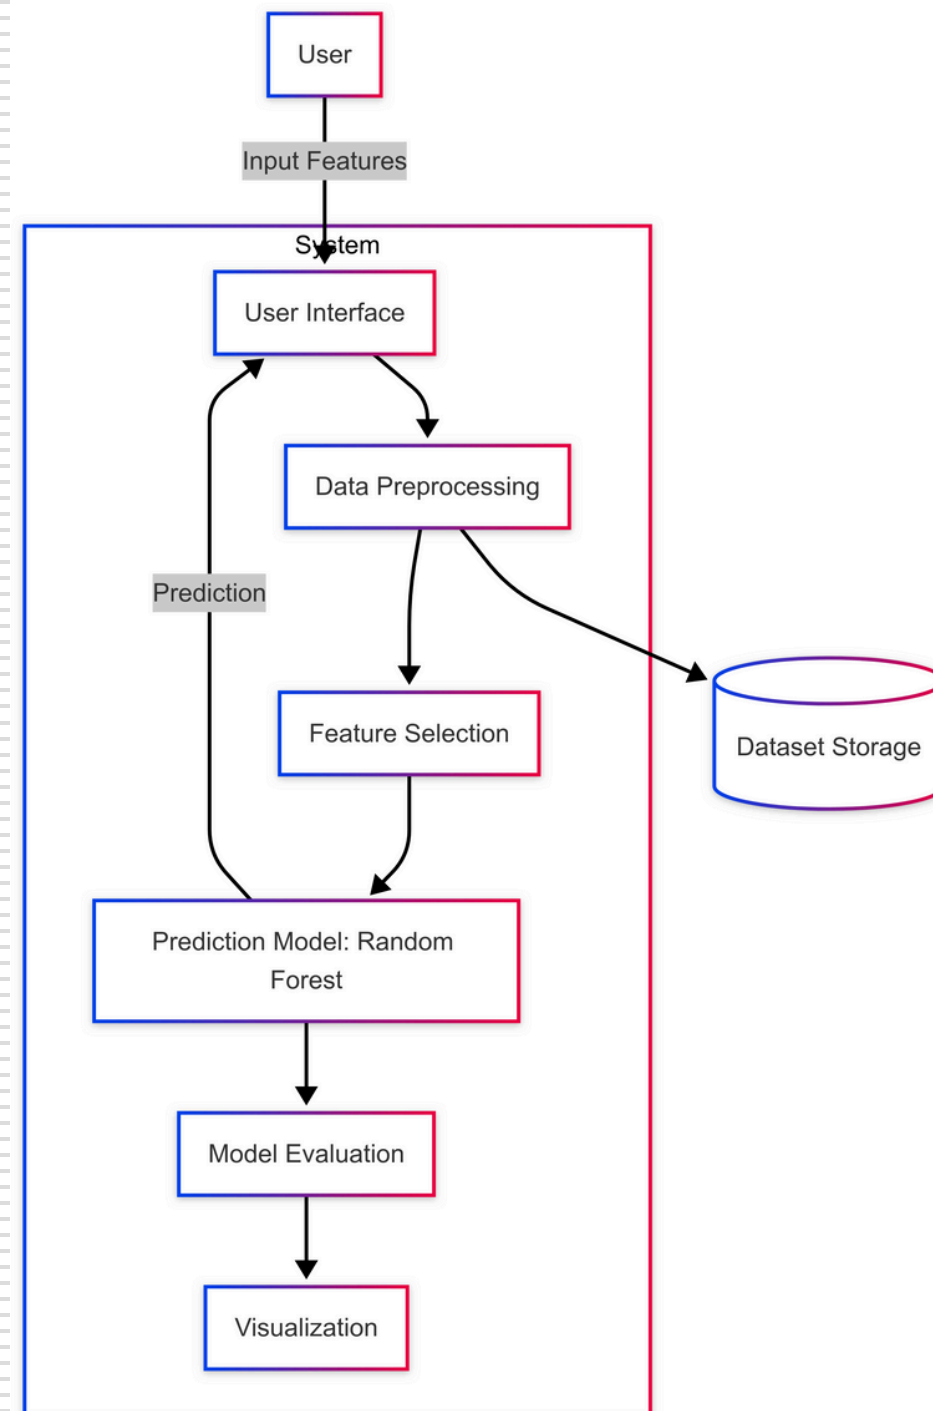 User
Input Features
System
User Interface
Data Preprocessing
Prediction
Feature Selection
Dataset Storage
Prediction Model: Random
Forest
Model Evaluation
Visualization